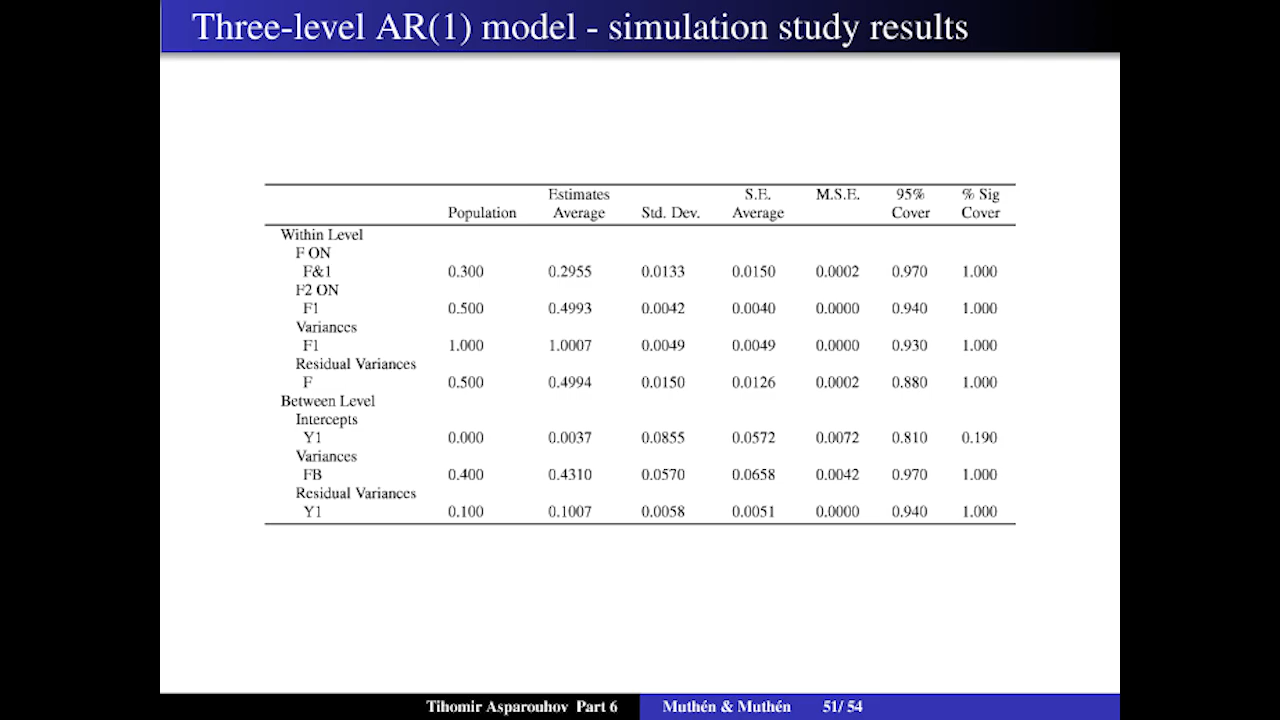 Three-level AR(1) model - simulation study results
Estimates S.E. M.S.E. 95% % Sig
Population Average Std. Dev. Average Cover Cover
Within Level
F ON
F&1 0.300 0.2955 0.0133 0.0150 0.0002 0.970 1.000
F2 ON
F1 0.500 0.4993 0.0042 0.0040 0.0000 0.940 1.000
Variances
F1 1.000 1.0007 0.0049 0.0049 0.0000 0.930 1.000
Residual Variances
F 0.500 0.4994 0.0150 0.0126 0.0002 0.880 1.000
Between Level
Intercepts
Y1 0.000 0.0037 0.0855 0.0572 0.0072 0.810 0.190
Variances
FB 0.400 0.4310 0.0570 0.0658 0.0042 0.970 1.000
Residual Variances
Y1 0.100 0.1007 0.0058 0.0051 0.0000 0.940 1.000
Tihomir Asparouhov Part 6 Muthén & Muthén 51/ 54